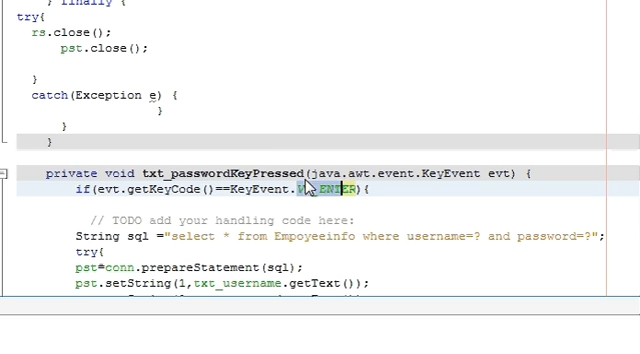 } finally {
try{
rs.close();
pst.close();
}
catch(Exception e) {
}
}
}
private void txt_passwordKeyPressed(java.awt.event.KeyEvent evt) {
if(evt.getKeyCode()==KeyEvent.VK_ENTER){
// TODO add your handling code here:
String sql ="select * from Empoyeeinfo where username=? and password=?";
try{
pst=conn.prepareStatement(sql);
pst.setString(1,txt_username.getText());